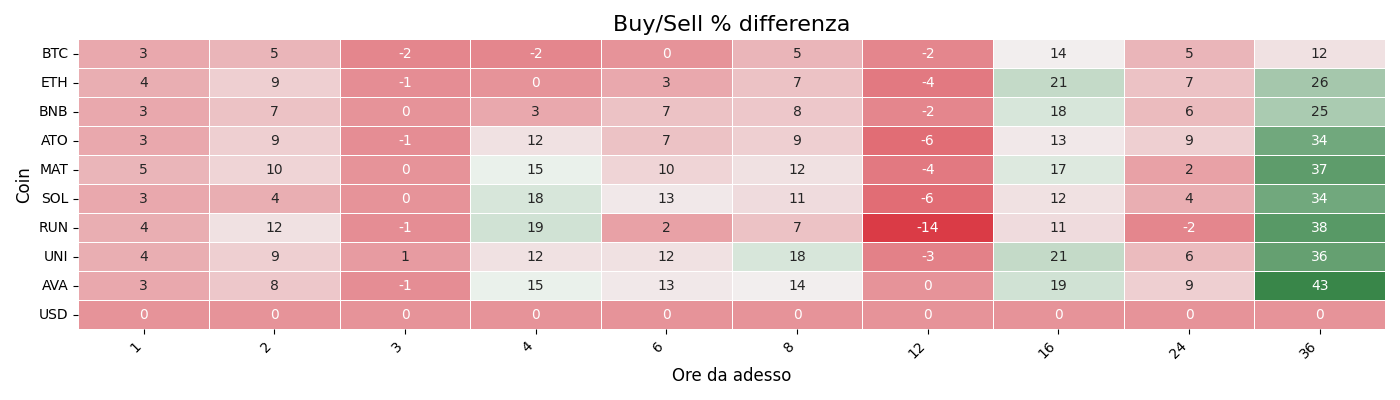 Buy/Sell % differenza
Coin
BTC 3 5 -2 -2 0 5 -2 14 5 12
ETH 4 9 -1 0 3 7 -4 21 7 26
BNB 3 7 0 3 7 8 -2 18 6 25
ATO 3 9 -1 12 7 9 -6 13 9 34
MAT 5 10 0 15 10 12 -4 17 2 37
SOL 3 4 0 18 13 11 -6 12 4 34
RUN 4 12 -1 19 2 7 -14 11 -2 38
UNI 4 9 1 12 12 18 -3 21 6 36
AVA 3 8 -1 15 13 14 0 19 9 43
USD 0 0 0 0 0 0 0 0 0 0
1 2 3 4 6 8 12 16 24 36
Ore da adesso